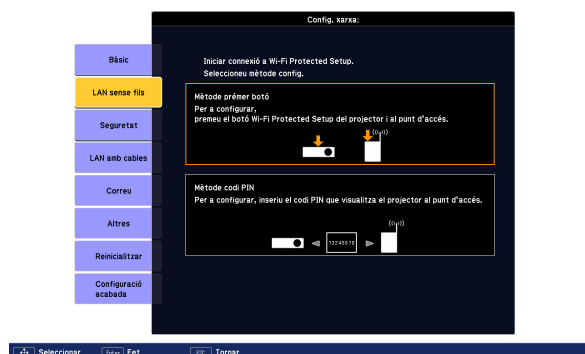 Config. xarxa:
Bàsic
LAN sense fils
Seguretat
LAN amb cables
Correu
Altres
Reinicialitzar
Configuració
acabada
Iniciar connexió a Wi-Fi Protected Setup.
Seleccioneu mètode config.
Mètode prémer botó
Per a configurar,
premeu el botó Wi-Fi Protected Setup del projector i al punt d'accés.
Mètode codi PIN
Per a configurar, inseriu el codi PIN que visualitza el projector al punt d'accés.
12345678
Seleccionar Enter Fet ESC Tornar